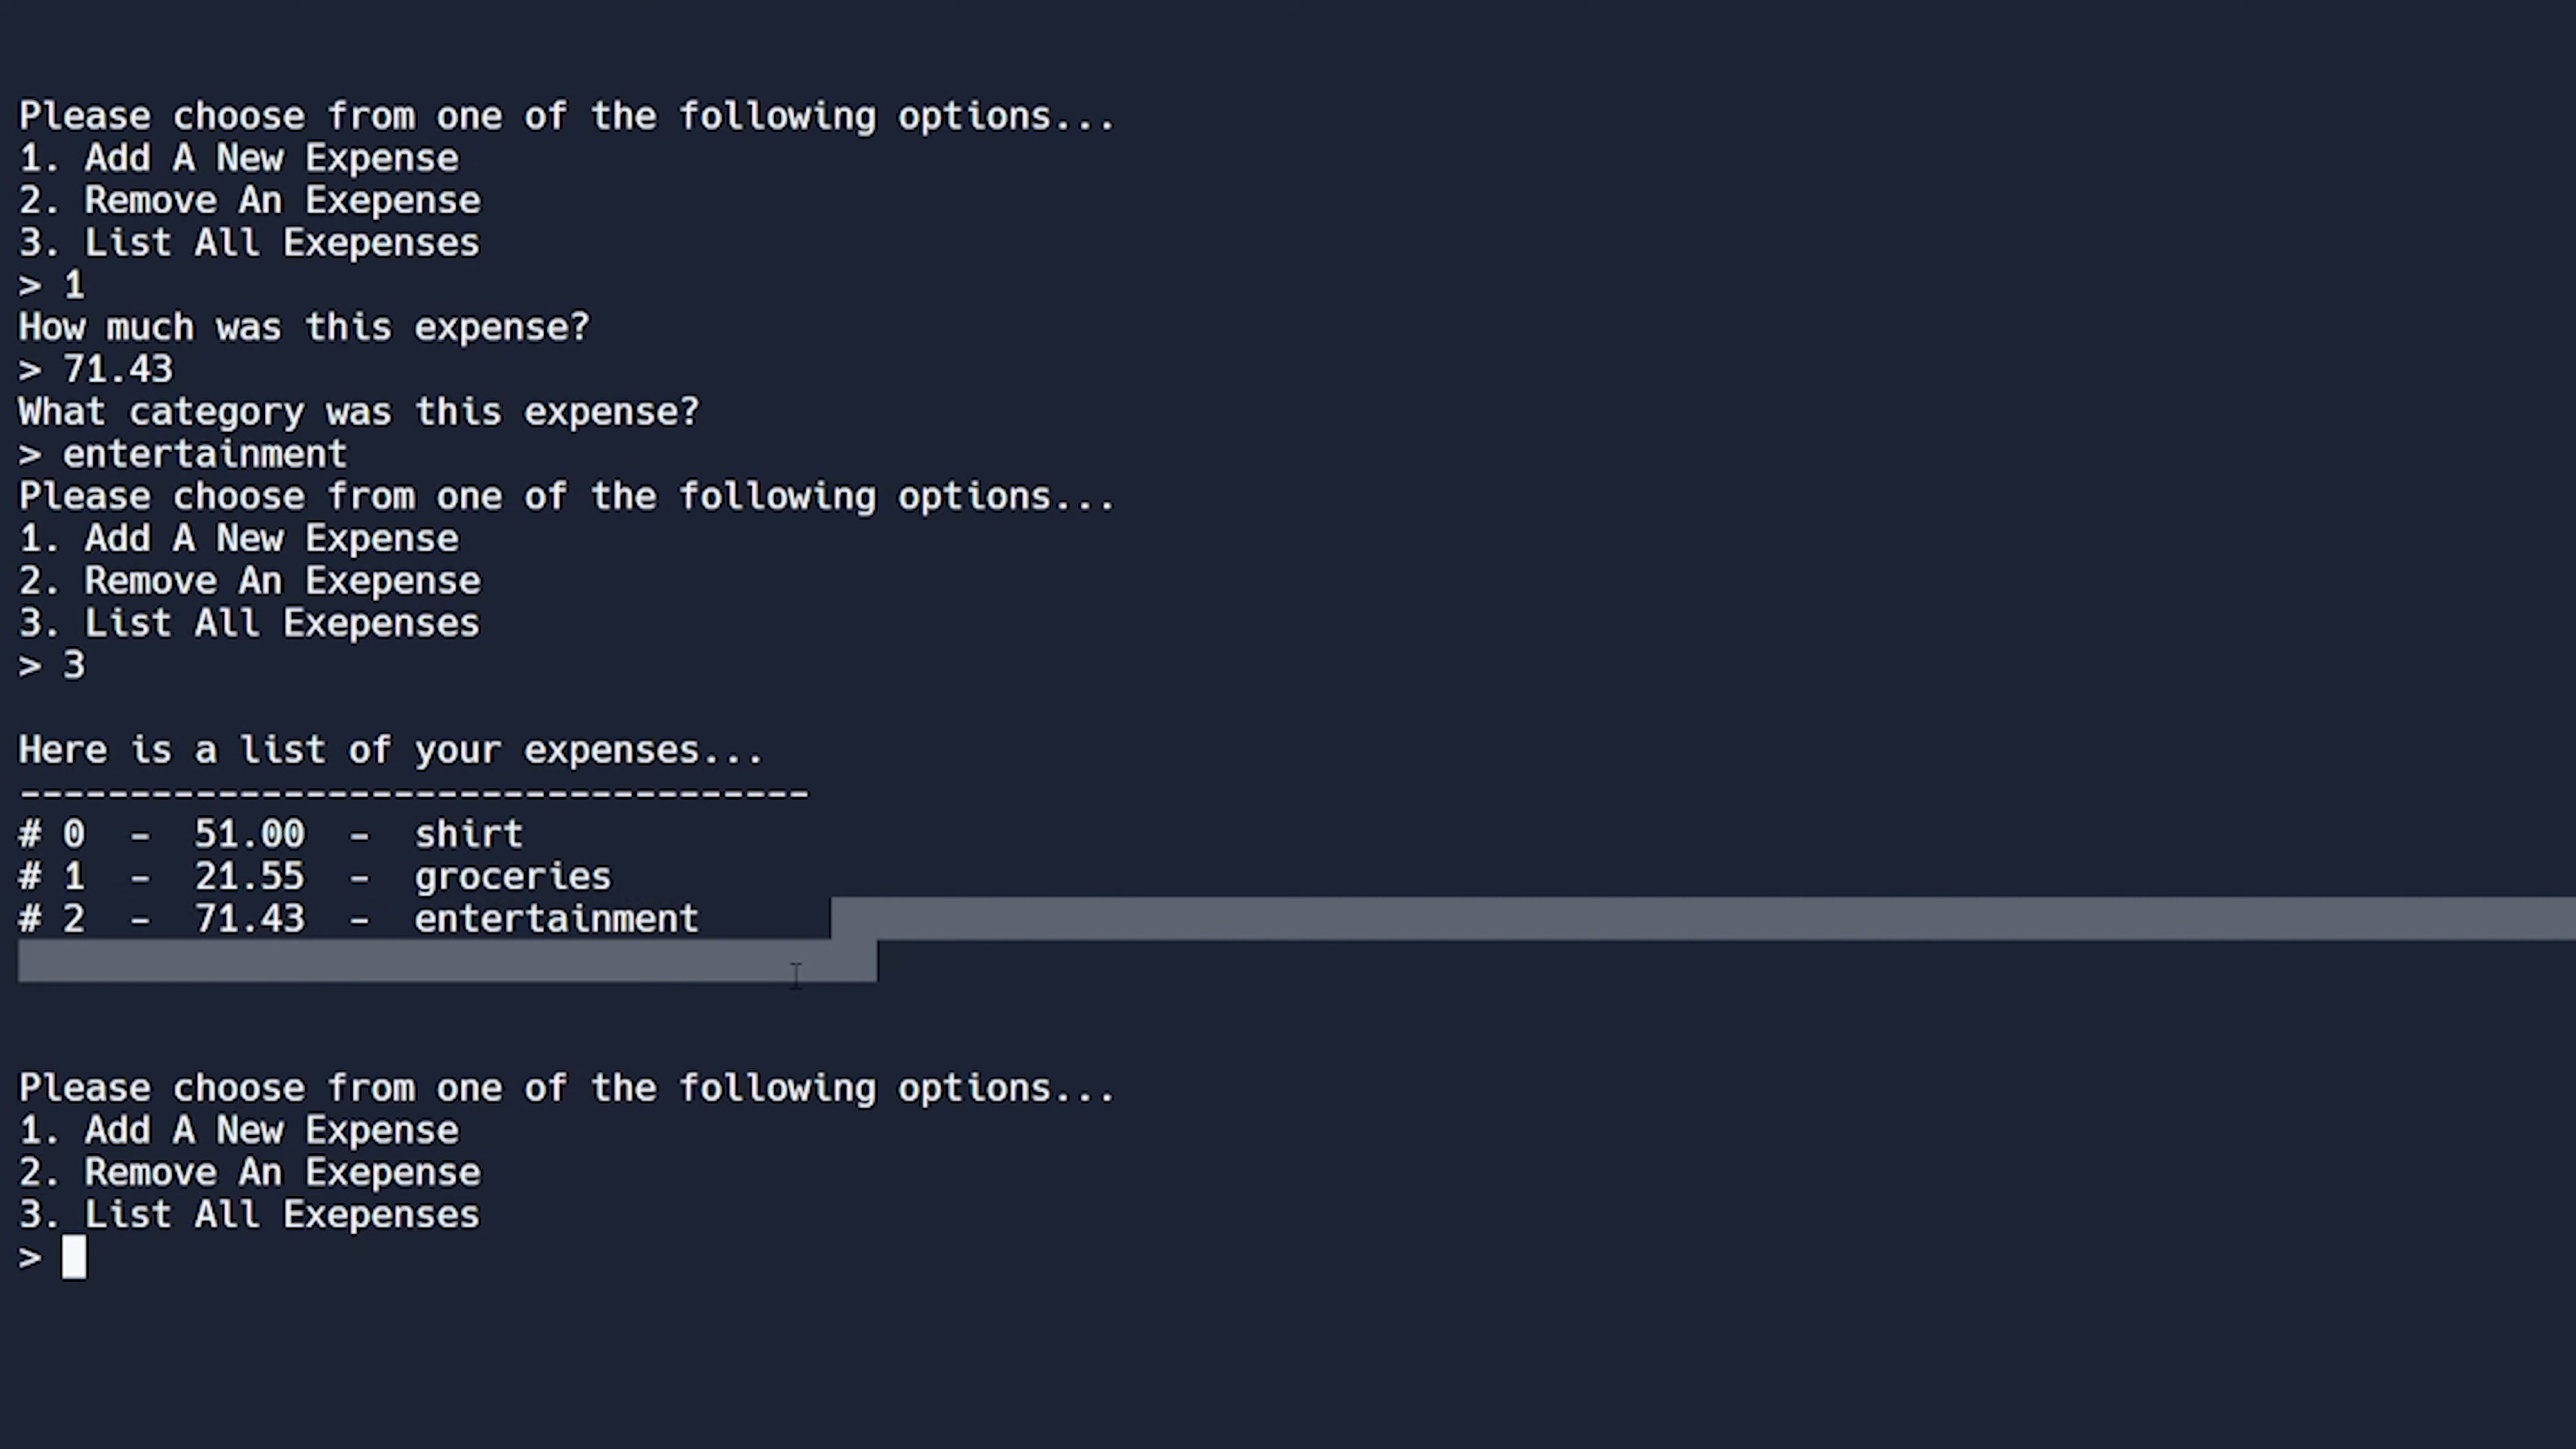 Please choose from one of the following options...
1. Add A New Expense
2. Remove An Exepense
3. List All Exepenses
> 1
How much was this expense?
> 71.43
What category was this expense?
> entertainment
Please choose from one of the following options...
1. Add A New Expense
2. Remove An Exepense
3. List All Exepenses
> 3
Here is a list of your expenses...
------------------------------------
# 0  -  51.00  -  shirt
# 1  -  21.55  -  groceries
# 2  -  71.43  -  entertainment
Please choose from one of the following options...
1. Add A New Expense
2. Remove An Exepense
3. List All Exepenses
>